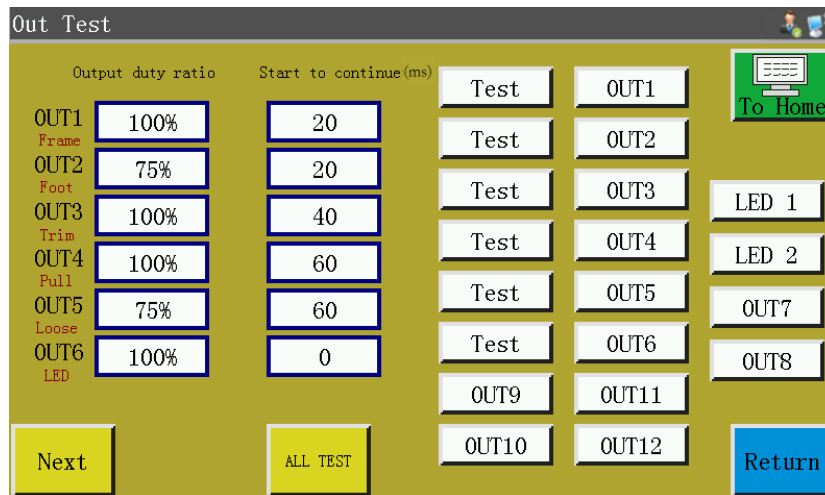 Out Test
Output duty ratio Start to continue(ms)
Test OUT1
To Home
OUT1 100% 20
Frame
Test OUT2
OUT2 75% 20
Foot
Test OUT3
LED 1
OUT3 100% 40
Trim
Test OUT4
LED 2
OUT4 100% 60
Pull
Test OUT5
OUT7
OUT5 75% 60
Loose
Test OUT6
OUT8
OUT6 100% 0
LED
OUT9 OUT11
OUT10 OUT12
Next ALL TEST Return